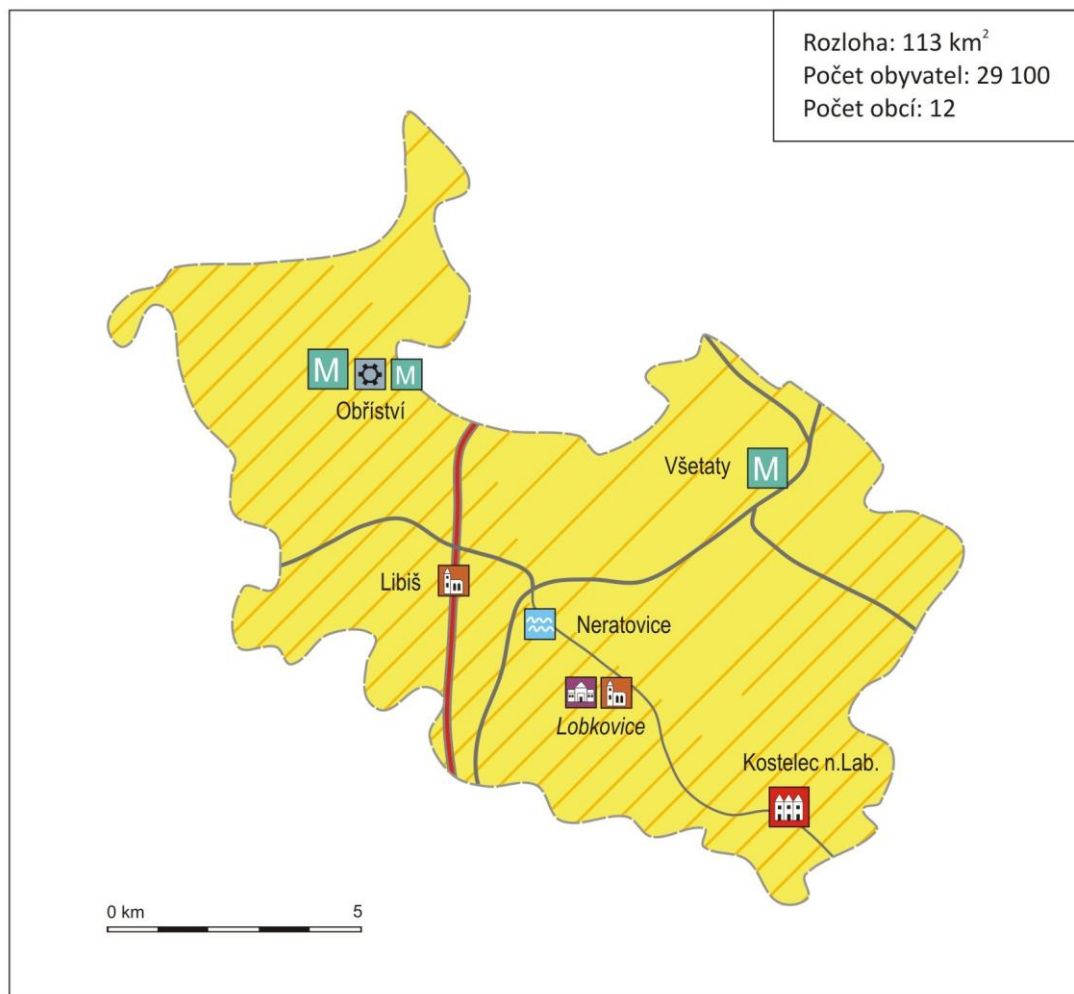 Rozloha: 113 km²
Počet obyvatel: 29 100
Počet obcí: 12
M
M
Obříství
Všetaty
M
Libiš
Neratovice
Lobkovice
Kostelec n.Lab.
0 km 5